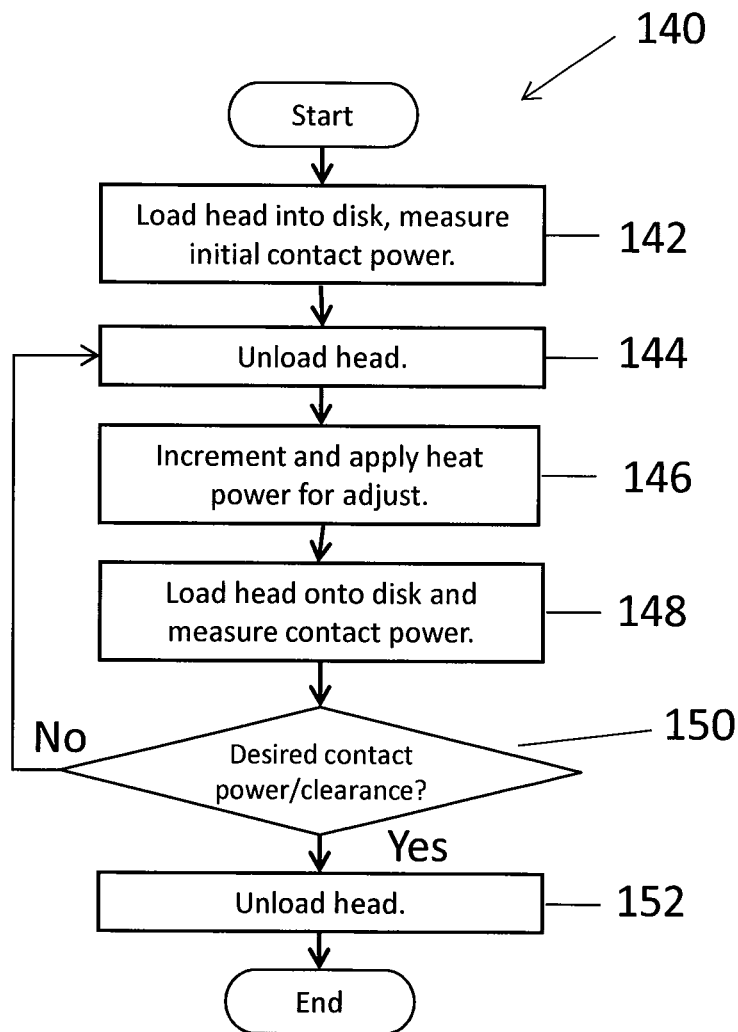 140
Start
Load head into disk, measure
initial contact power.
142
Unload head.
144
Increment and apply heat
power for adjust.
146
Load head onto disk and
measure contact power.
148
150
No
Desired contact
power/clearance?
Yes
Unload head.
152
End